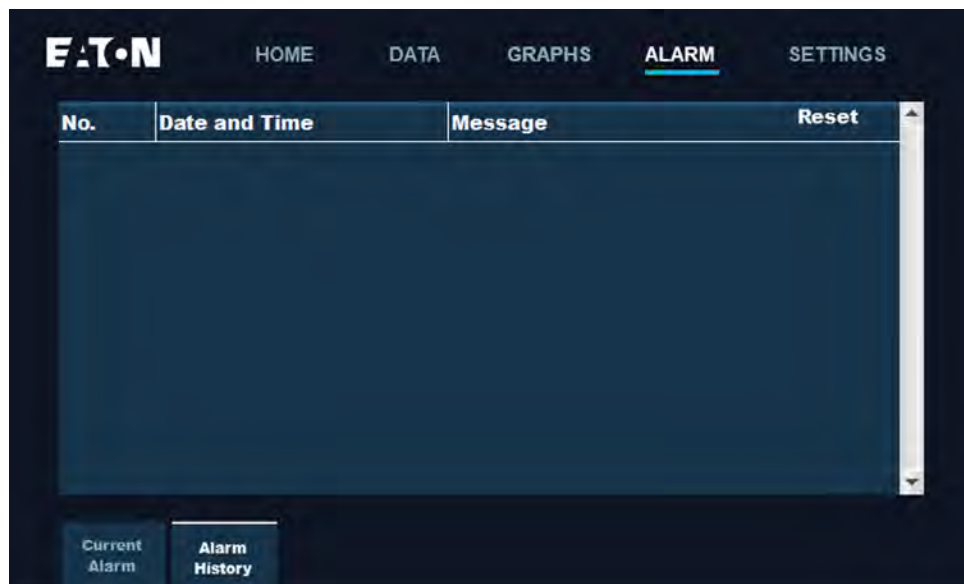 EATON HOME DATA GRAPHS ALARM SETTINGS
No. Date and Time Message Reset
Current Alarm
Alarm History